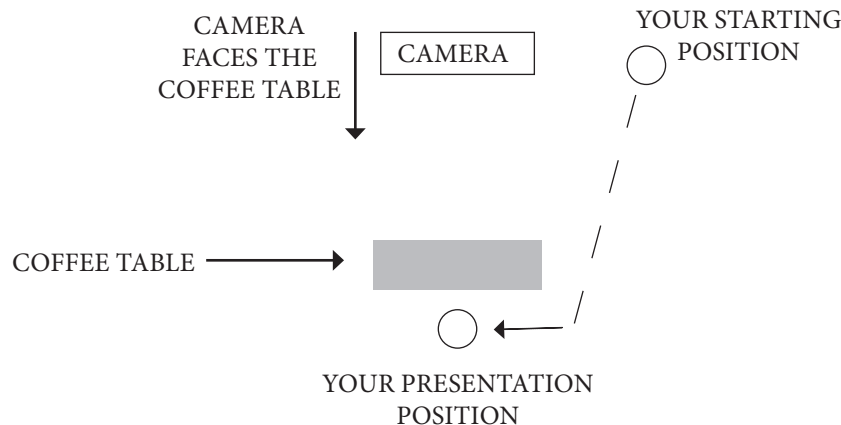 CAMERA
FACES THE
COFFEE TABLE
CAMERA
YOUR STARTING
POSITION
COFFEE TABLE
YOUR PRESENTATION
POSITION